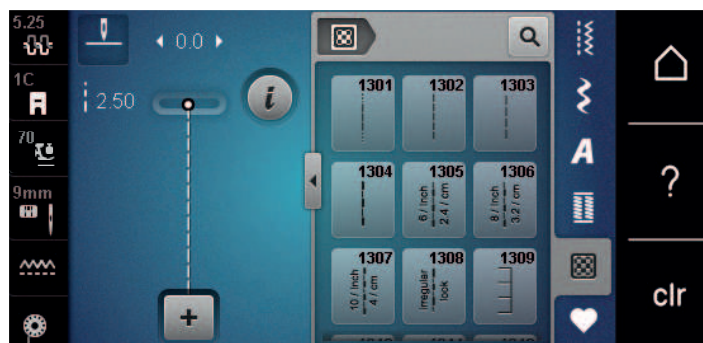 5.25
1C
70
9mm
0.0
2.50
i
+
1301
1302
1303
1304
1305
6 / inch
2.4 / cm
1306
8 / inch
3.2 / cm
1307
10 / inch
4 / cm
1308
Irregular
look
1309
A
?
clr